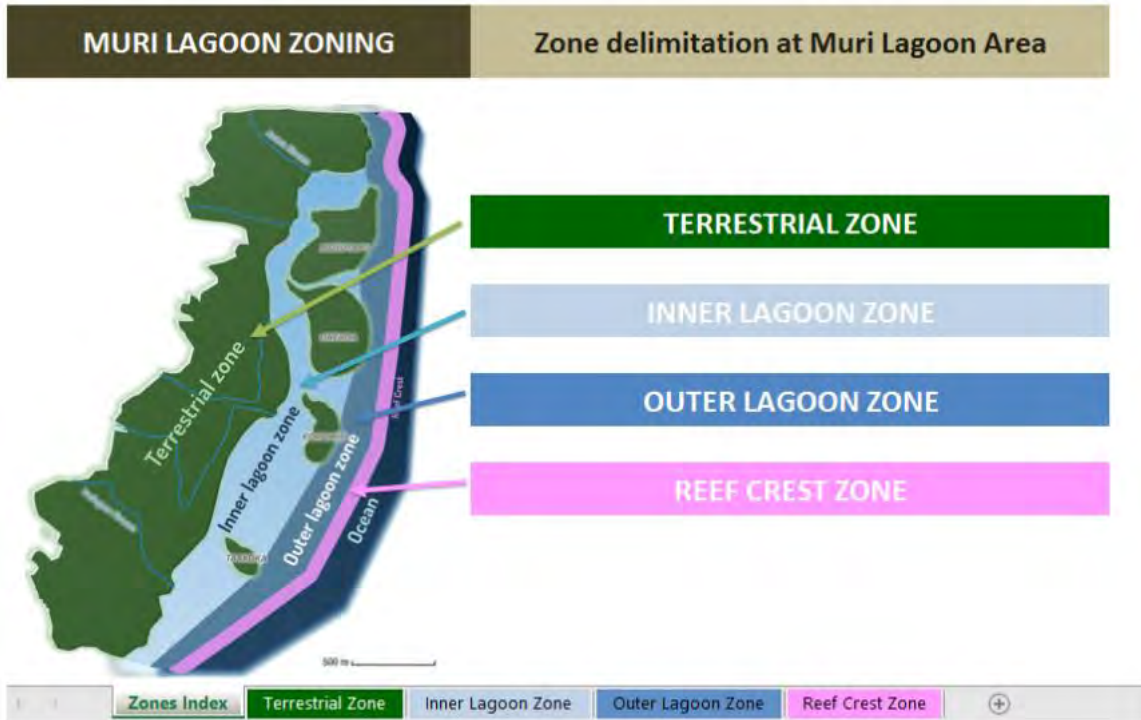 MURI LAGOON ZONING
Zone delimitation at Muri Lagoon Area
TERRESTRIAL ZONE
INNER LAGOON ZONE
OUTER LAGOON ZONE
REEF CREST ZONE
Terrestrial zone
Inner lagoon zone
Outer lagoon zone
Reef Crest
Ocean
500 m
Zones Index
Terrestrial Zone
Inner Lagoon Zone
Outer Lagoon Zone
Reef Crest Zone